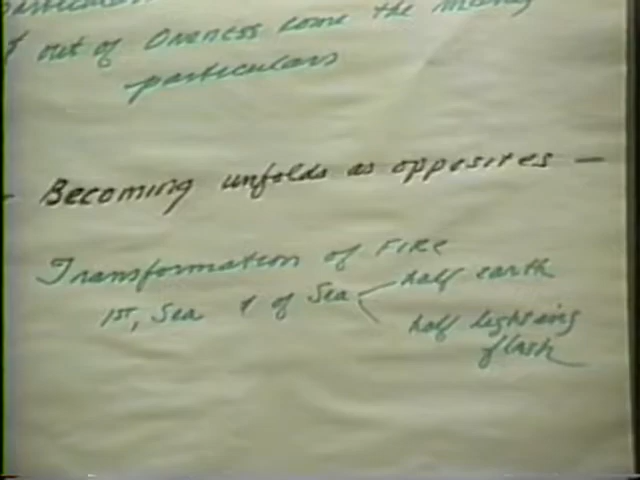 & out of Oneness come the many
particulars
- Becoming unfolds as opposites -
Transformation of FIRE
1ST, Sea & of Sea half earth
half lightning
flash